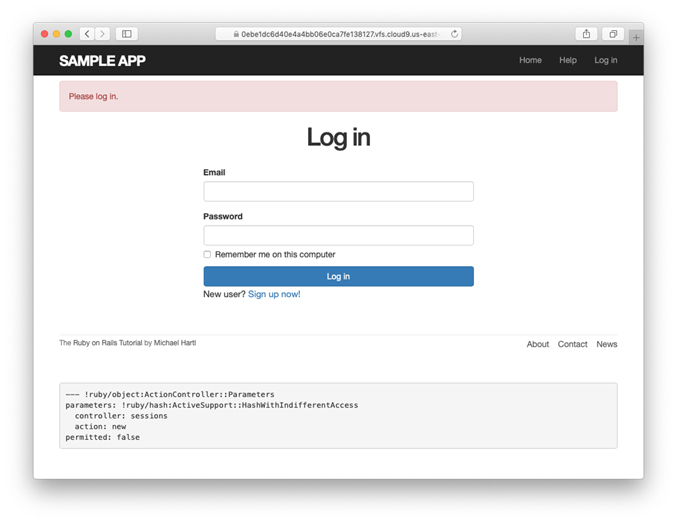 0ebe1dc6d40e4a4bb06e0ca7fe138127.vfs.cloud9.us-east-
SAMPLE APP
Home Help Log in
Please log in.
Log in
Email
Password
Remember me on this computer
Log in
New user? Sign up now!
The Ruby on Rails Tutorial by Michael Hartl
About Contact News
--- !ruby/object:ActionController::Parameters
parameters: !ruby/hash:ActiveSupport::HashWithIndifferentAccess
  controller: sessions
  action: new
permitted: false